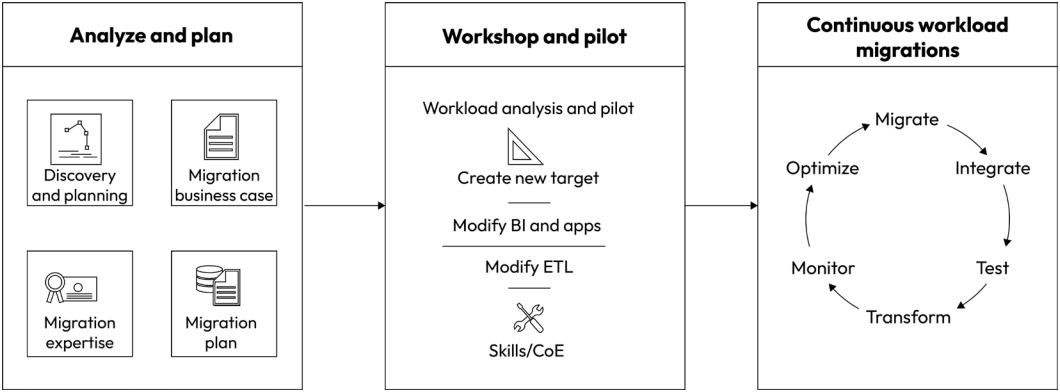 Analyze and plan
Discovery
and planning
Migration
business case
Migration
expertise
Migration
plan
Workshop and pilot
Workload analysis and pilot
Create new target
Modify BI and apps
Modify ETL
Skills/CoE
Continuous workload
migrations
Migrate
Integrate
Test
Transform
Monitor
Optimize